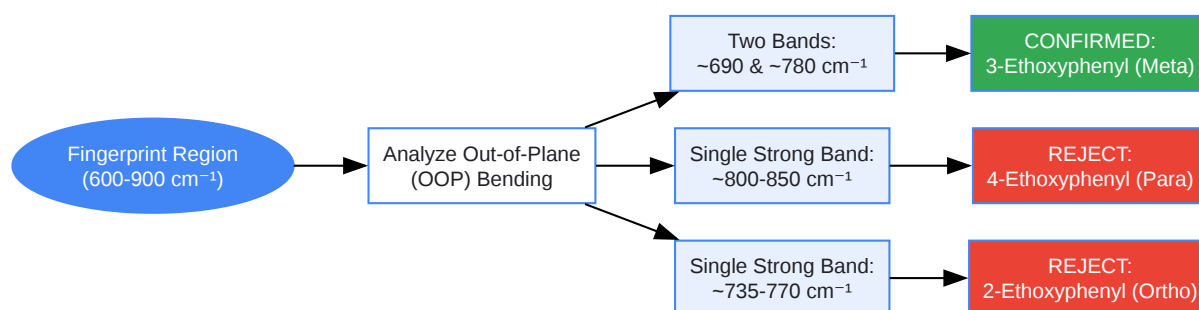 Two Bands:
~690 & ~780 cm⁻¹
CONFIRMED:
3-Ethoxyphenyl (Meta)
Fingerprint Region
(600-900 cm⁻¹)
Analyze Out-of-Plane
(OOP) Bending
Single Strong Band:
~800-850 cm⁻¹
REJECT:
4-Ethoxyphenyl (Para)
Single Strong Band:
~735-770 cm⁻¹
REJECT:
2-Ethoxyphenyl (Ortho)